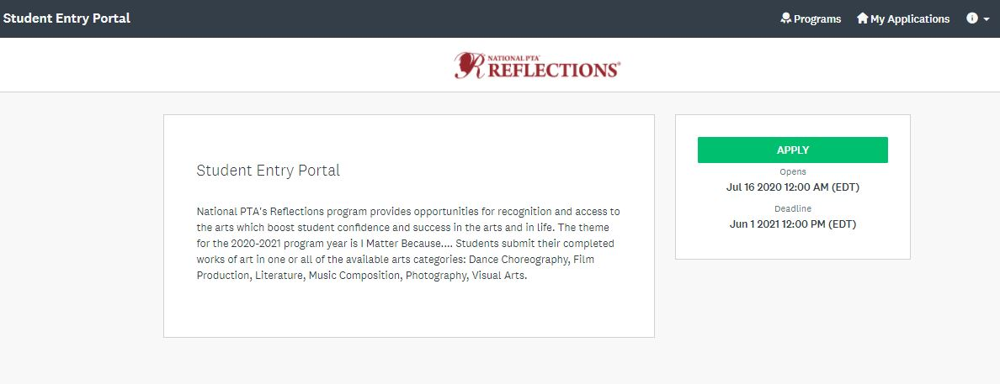 Student Entry Portal
Programs
My Applications
NATIONAL PTA®
REFLECTIONS®
Student Entry Portal
National PTA's Reflections program provides opportunities for recognition and access to
the arts which boost student confidence and success in the arts and in life. The theme
for the 2020-2021 program year is I Matter Because.... Students submit their completed
works of art in one or all of the available arts categories: Dance Choreography, Film
Production, Literature, Music Composition, Photography, Visual Arts.
APPLY
Opens
Jul 16 2020 12:00 AM (EDT)
Deadline
Jun 1 2021 12:00 PM (EDT)